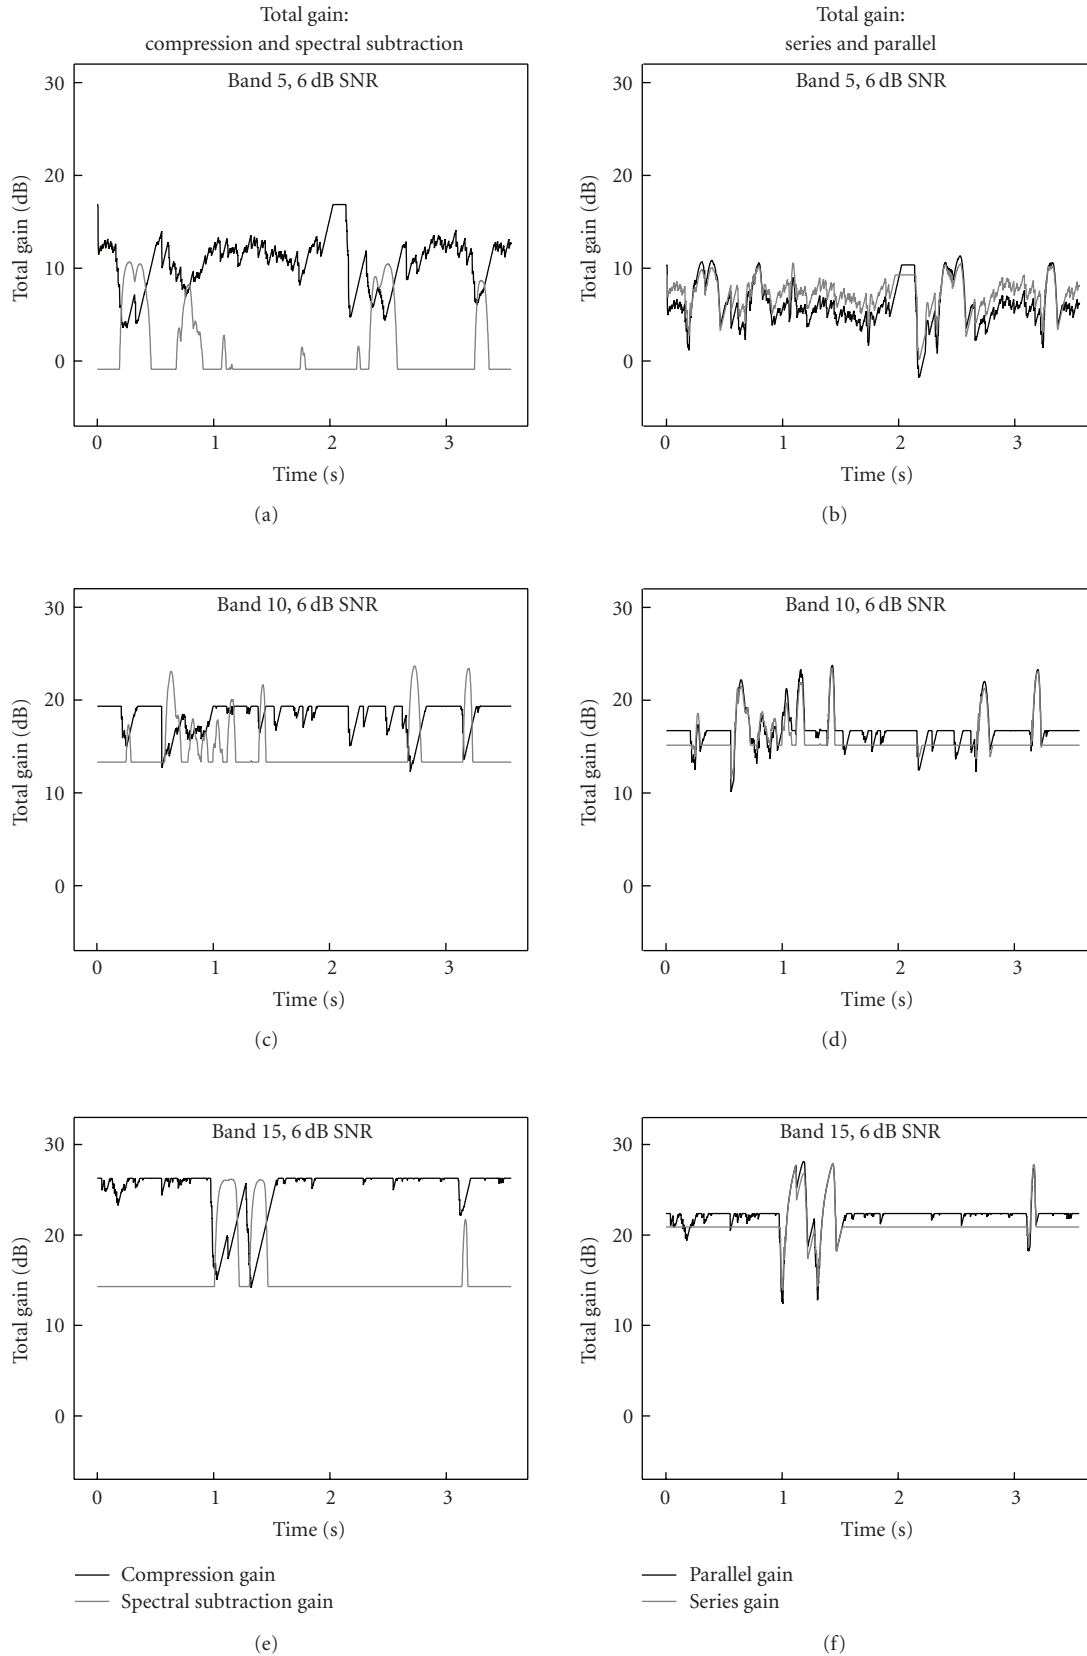 Total gain:
compression and spectral subtraction
Total gain:
series and parallel
Band 5, 6 dB SNR
30
20
10
0
Total gain (dB)
0 1 2 3
Time (s)
(a)
Band 5, 6 dB SNR
30
20
10
0
Total gain (dB)
0 1 2 3
Time (s)
(b)
Band 10, 6 dB SNR
30
20
10
0
Total gain (dB)
0 1 2 3
Time (s)
(c)
Band 10, 6 dB SNR
30
20
10
0
Total gain (dB)
0 1 2 3
Time (s)
(d)
Band 15, 6 dB SNR
30
20
10
0
Total gain (dB)
0 1 2 3
Time (s)
Compression gain
Spectral subtraction gain
(e)
Band 15, 6 dB SNR
30
20
10
0
Total gain (dB)
0 1 2 3
Time (s)
Parallel gain
Series gain
(f)